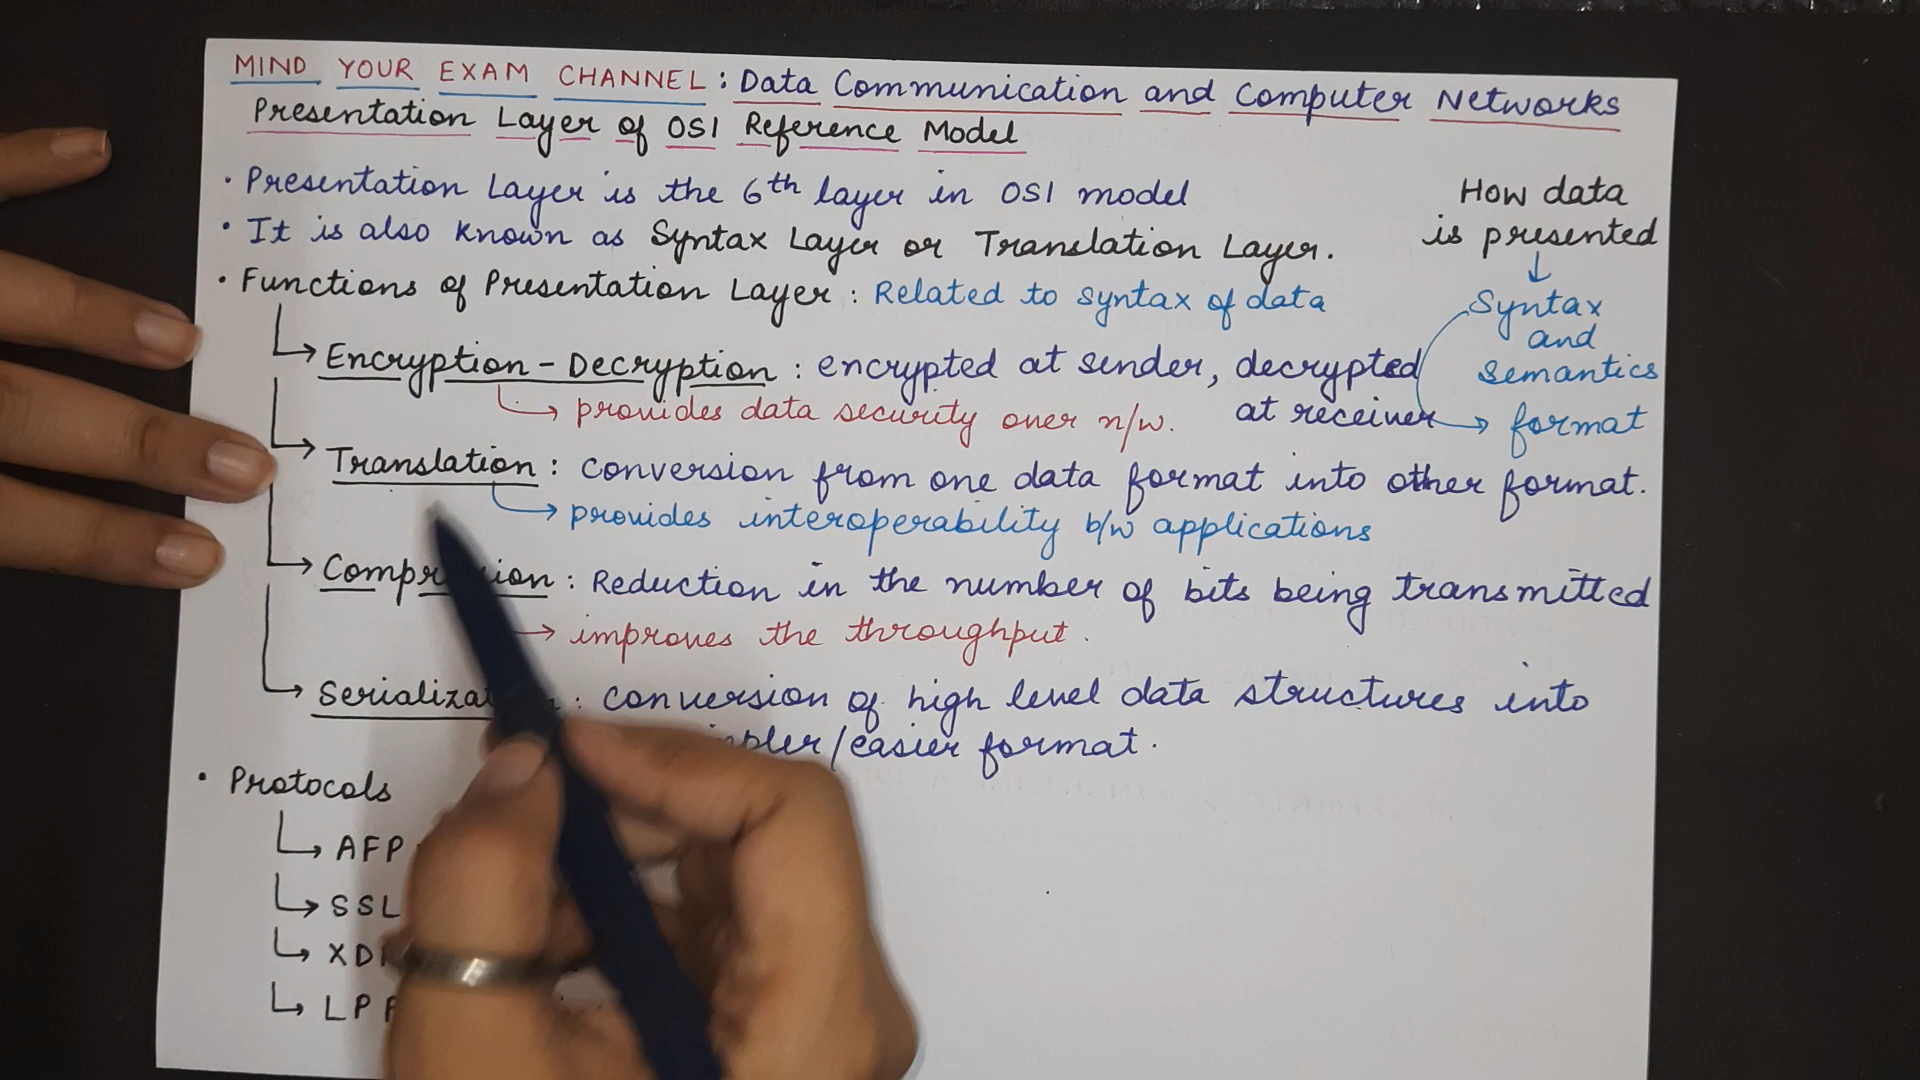 MIND YOUR EXAM CHANNEL : Data Communication and Computer Networks
Presentation Layer of OSI Reference Model
• Presentation Layer is the 6th layer in OSI model
• It is also known as Syntax Layer or Translation Layer.
• Functions of Presentation Layer : Related to syntax of data
→ Encryption - Decryption : encrypted at sender, decrypted
at receiver
→ provides data security over n/w.
→ Translation : conversion from one data format into other format.
→ provides interoperability b/w applications
: Reduction in the number of bits being transmitted
→ improves the throughput.
: conversion of high level data structures into
/easier format.
• Protocols
→ AFP
→ SSL
How data
is presented
↓
Syntax
and
semantics
→ format